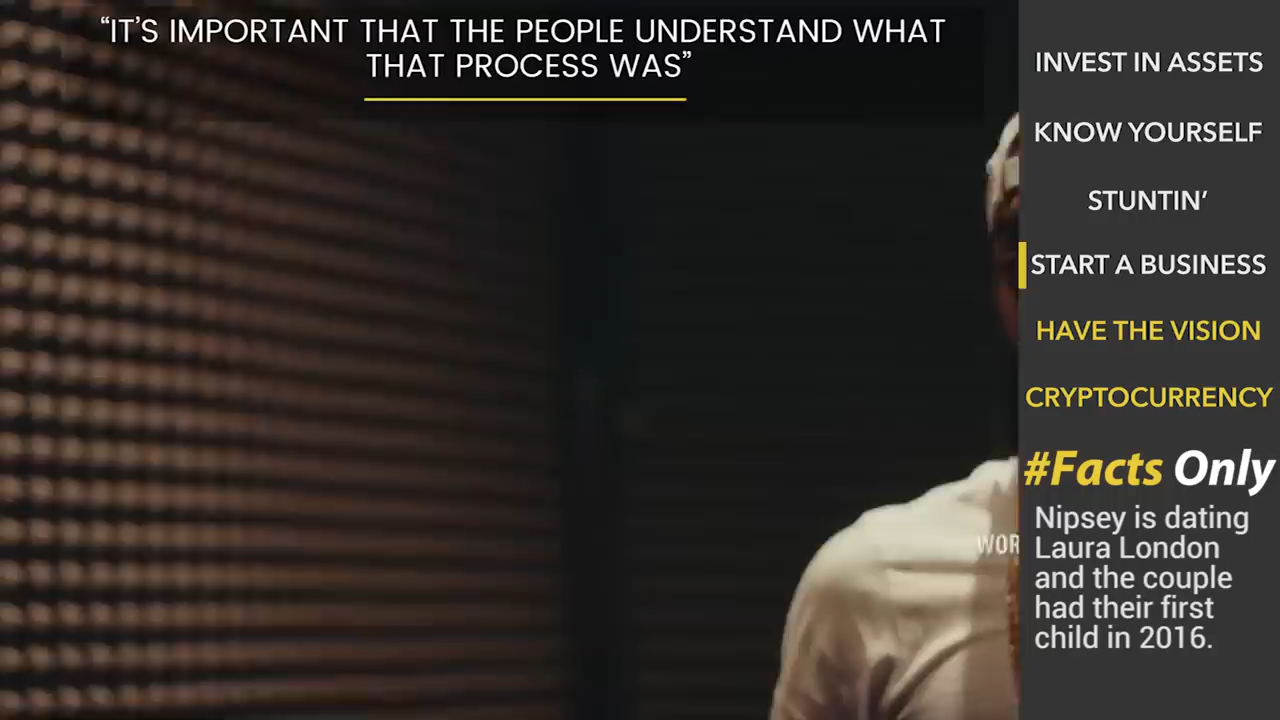 “IT’S IMPORTANT THAT THE PEOPLE UNDERSTAND WHAT
THAT PROCESS WAS”
INVEST IN ASSETS
KNOW YOURSELF
STUNTIN’
START A BUSINESS
HAVE THE VISION
CRYPTOCURRENCY
#Facts Only
Nipsey is dating
Laura London
and the couple
had their first
child in 2016.
WOR